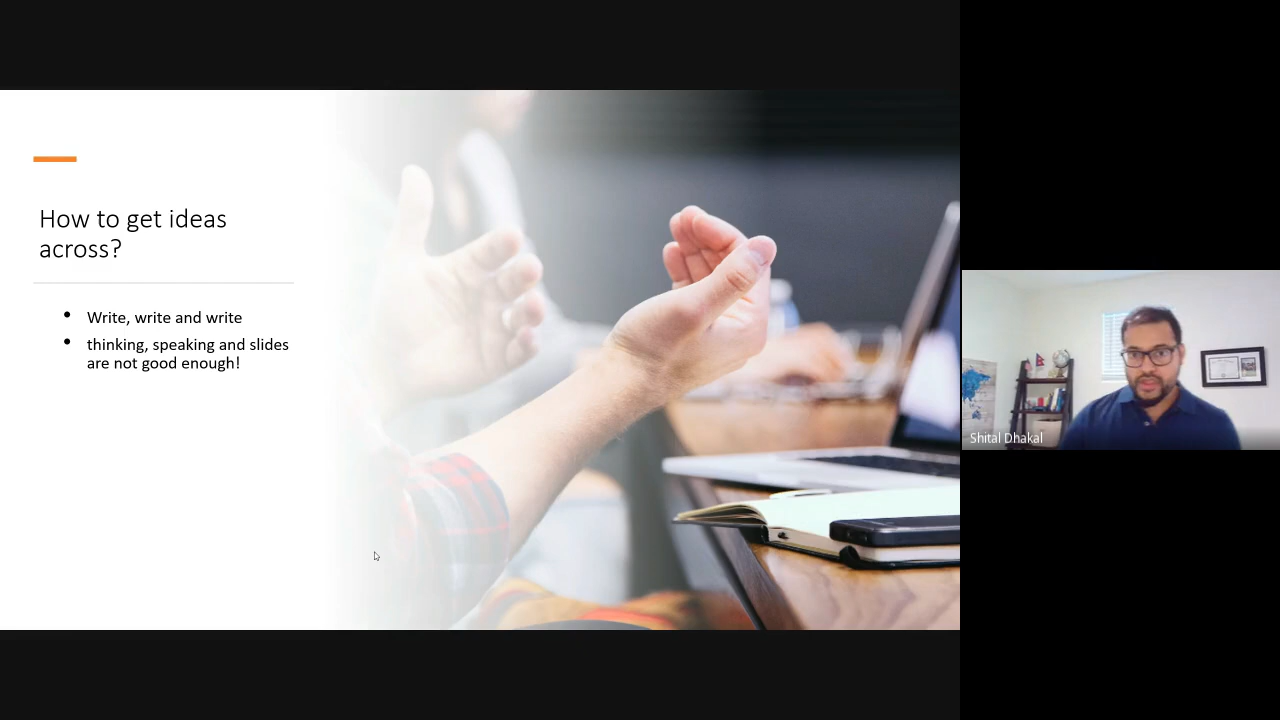 How to get ideas
across?
• Write, write and write
• thinking, speaking and slides
are not good enough!
Shital Dhakal